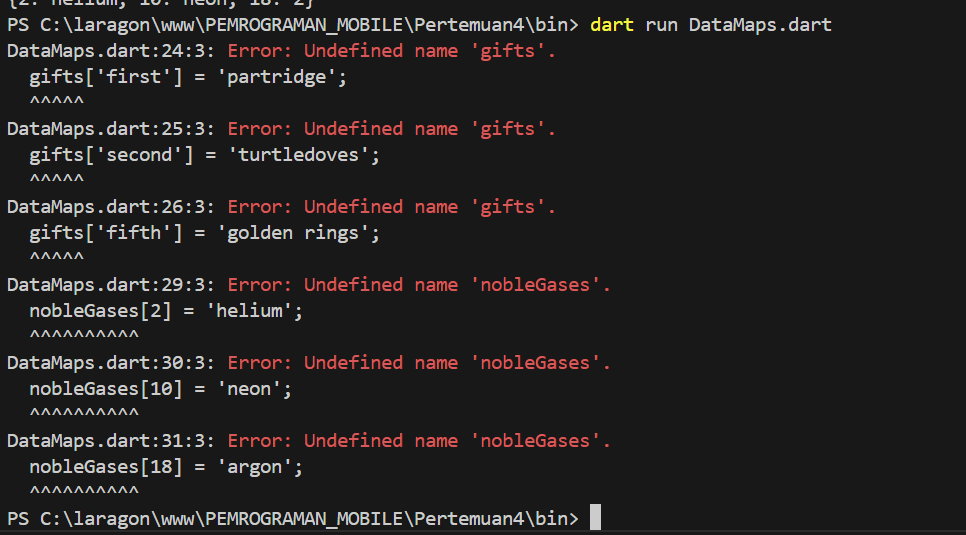 {2: helium, 10: neon, 18: 2}
PS C:\laragon\www\PEMROGRAMAN_MOBILE\Pertemuan4\bin> dart run DataMaps.dart
DataMaps.dart:24:3: Error: Undefined name 'gifts'.
  gifts['first'] = 'partridge';
  ^^^^^
DataMaps.dart:25:3: Error: Undefined name 'gifts'.
  gifts['second'] = 'turtledoves';
  ^^^^^
DataMaps.dart:26:3: Error: Undefined name 'gifts'.
  gifts['fifth'] = 'golden rings';
  ^^^^^
DataMaps.dart:29:3: Error: Undefined name 'nobleGases'.
  nobleGases[2] = 'helium';
  ^^^^^^^^^^
DataMaps.dart:30:3: Error: Undefined name 'nobleGases'.
  nobleGases[10] = 'neon';
  ^^^^^^^^^^
DataMaps.dart:31:3: Error: Undefined name 'nobleGases'.
  nobleGases[18] = 'argon';
  ^^^^^^^^^^
PS C:\laragon\www\PEMROGRAMAN_MOBILE\Pertemuan4\bin>